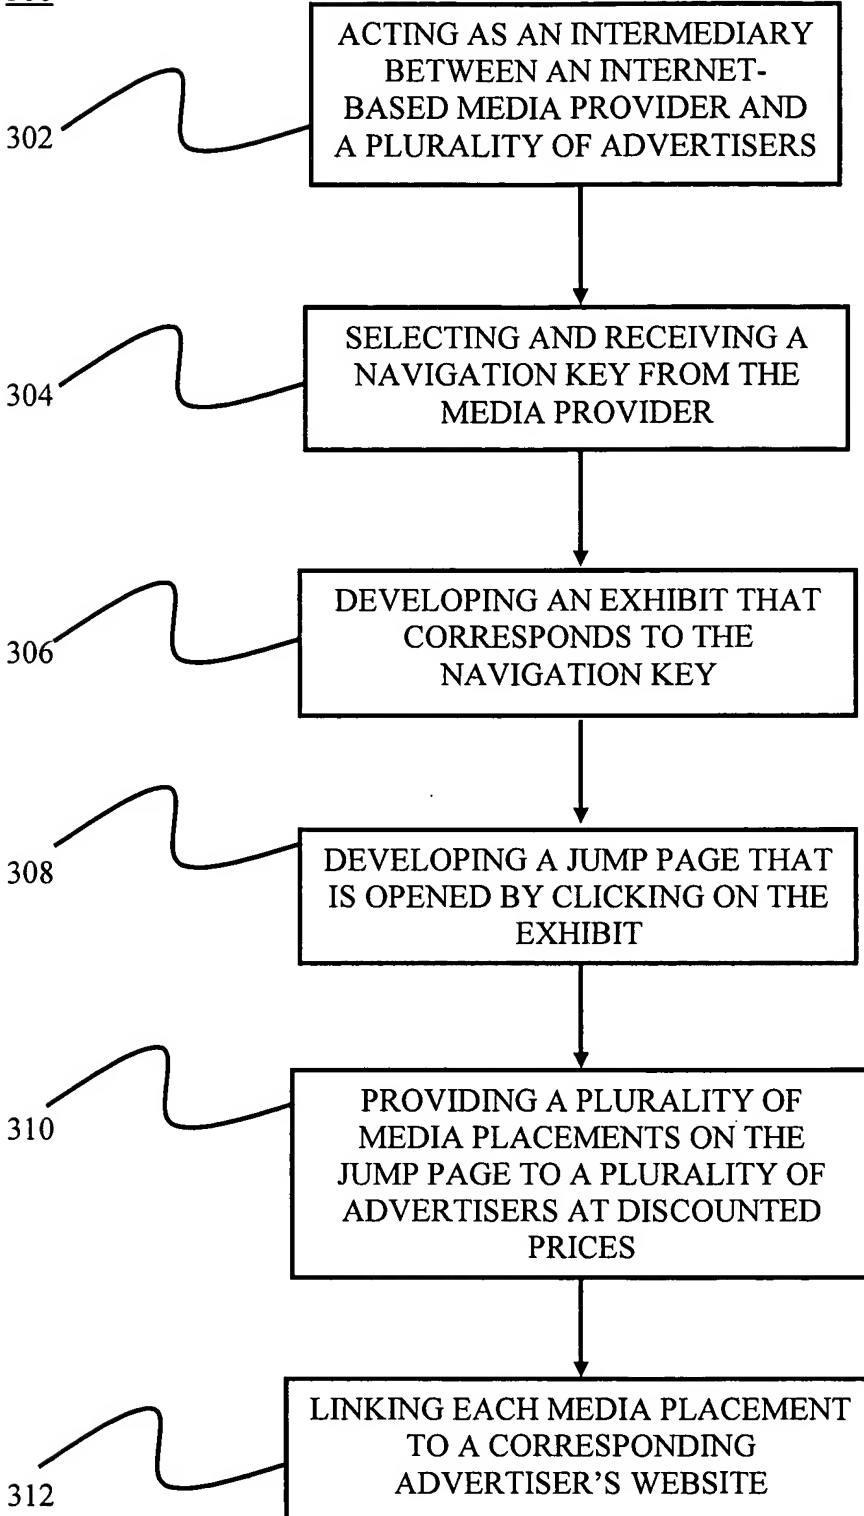 ACTING AS AN INTERMEDIARY
BETWEEN AN INTERNET-
BASED MEDIA PROVIDER AND
A PLURALITY OF ADVERTISERS
302
SELECTING AND RECEIVING A
NAVIGATION KEY FROM THE
MEDIA PROVIDER
304
DEVELOPING AN EXHIBIT THAT
CORRESPONDS TO THE
NAVIGATION KEY
306
DEVELOPING A JUMP PAGE THAT
IS OPENED BY CLICKING ON THE
EXHIBIT
308
PROVIDING A PLURALITY OF
MEDIA PLACEMENTS ON THE
JUMP PAGE TO A PLURALITY OF
ADVERTISERS AT DISCOUNTED
PRICES
310
LINKING EACH MEDIA PLACEMENT
TO A CORRESPONDING
ADVERTISER'S WEBSITE
312